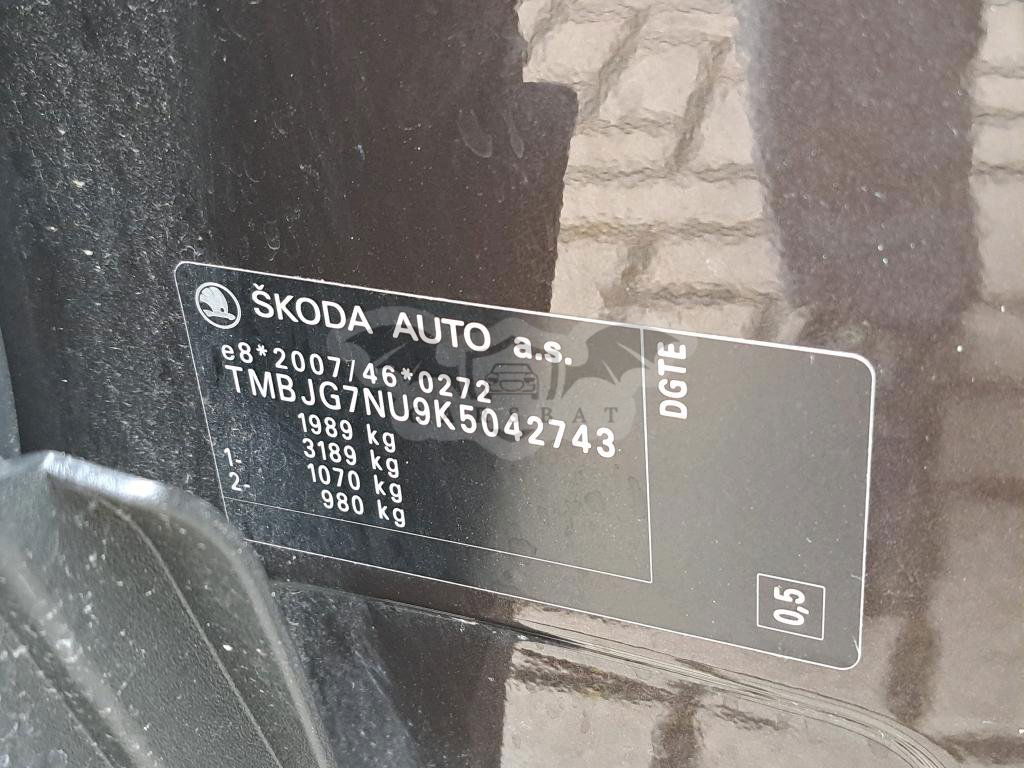 ŠKODA AUTO a.s.
e8*2007/46*0272
TMBJG7NU9K5042743
1989 kg
3189 kg
1- 1070 kg
2- 980 kg
DGTE
0,5